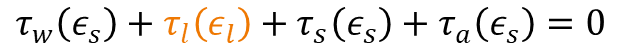 τ_w(ϵ_s) + τ_l(ϵ_l) + τ_s(ϵ_s) + τ_a(ϵ_s) = 0